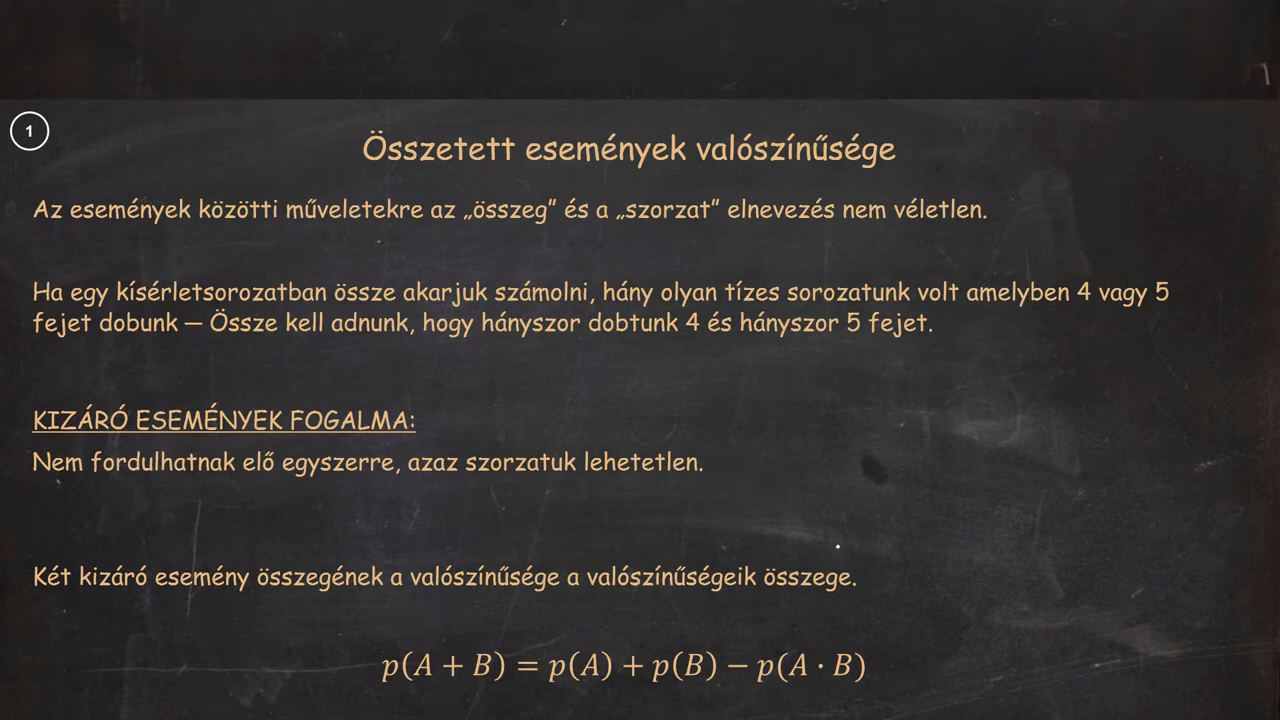 1
Összetett események valószínűsége
Az események közötti műveletekre az „összeg” és a „szorzat” elnevezés nem véletlen.
Ha egy kísérletsorozatban össze akarjuk számolni, hány olyan tízes sorozatunk volt amelyben 4 vagy 5
fejet dobunk — Össze kell adnunk, hogy hányszor dobtunk 4 és hányszor 5 fejet.
KIZÁRÓ ESEMÉNYEK FOGALMA:
Nem fordulhatnak elő egyszerre, azaz szorzatuk lehetetlen.
Két kizáró esemény összegének a valószínűsége a valószínűségeik összege.
p(A + B) = p(A) + p(B) − p(A · B)